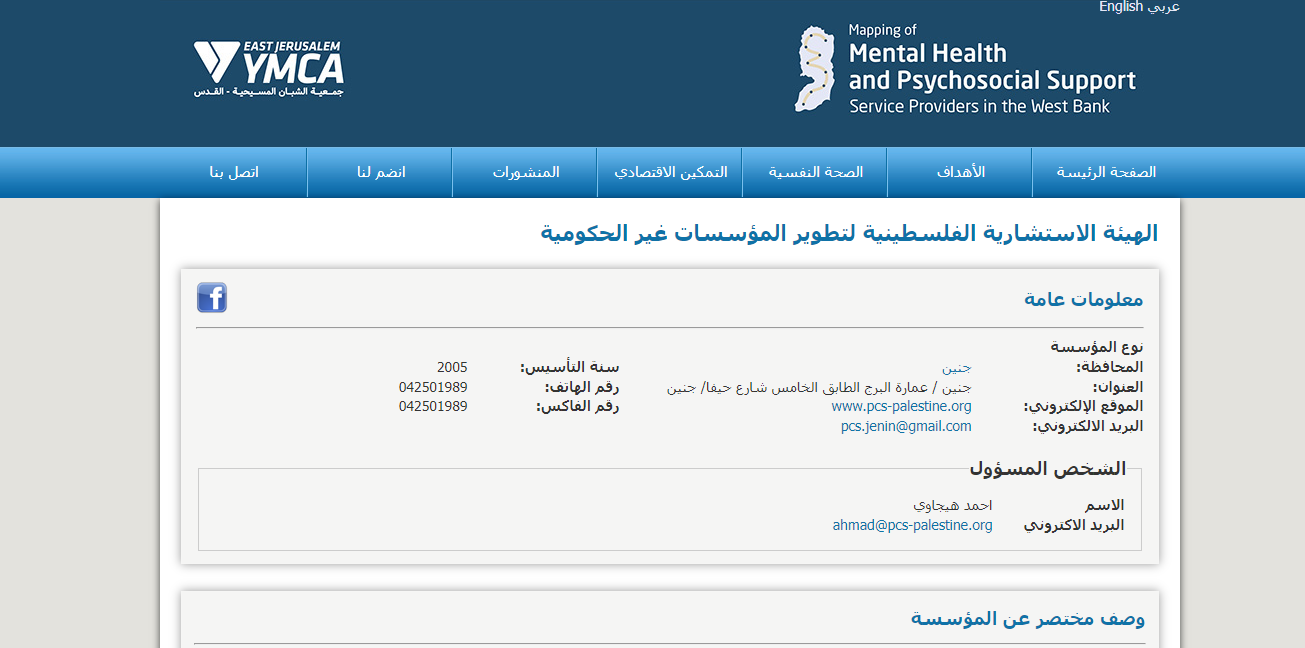 English عربي
EAST JERUSALEM
YMCA
جمعية الشبان المسيحية - القدس
Mapping of
Mental Health
and Psychosocial Support
Service Providers in the West Bank
الصفحة الرئيسة
الأهداف
الصحة النفسية
التمكين الاقتصادي
المنشورات
انضم لنا
اتصل بنا
الهيئة الاستشارية الفلسطينية لتطوير المؤسسات غير الحكومية
معلومات عامة
نوع المؤسسة
المحافظة: جنين سنة التأسيس: 2005
العنوان: جنين / عمارة البرج الطابق الخامس شارع حيفا/ جنين رقم الهاتف: 042501989
الموقع الإلكتروني: www.pcs-palestine.org رقم الفاكس: 042501989
البريد الالكتروني: pcs.jenin@gmail.com
الشخص المسؤول
الاسم احمد هيجاوي
البريد الاكتروني ahmad@pcs-palestine.org
وصف مختصر عن المؤسسة